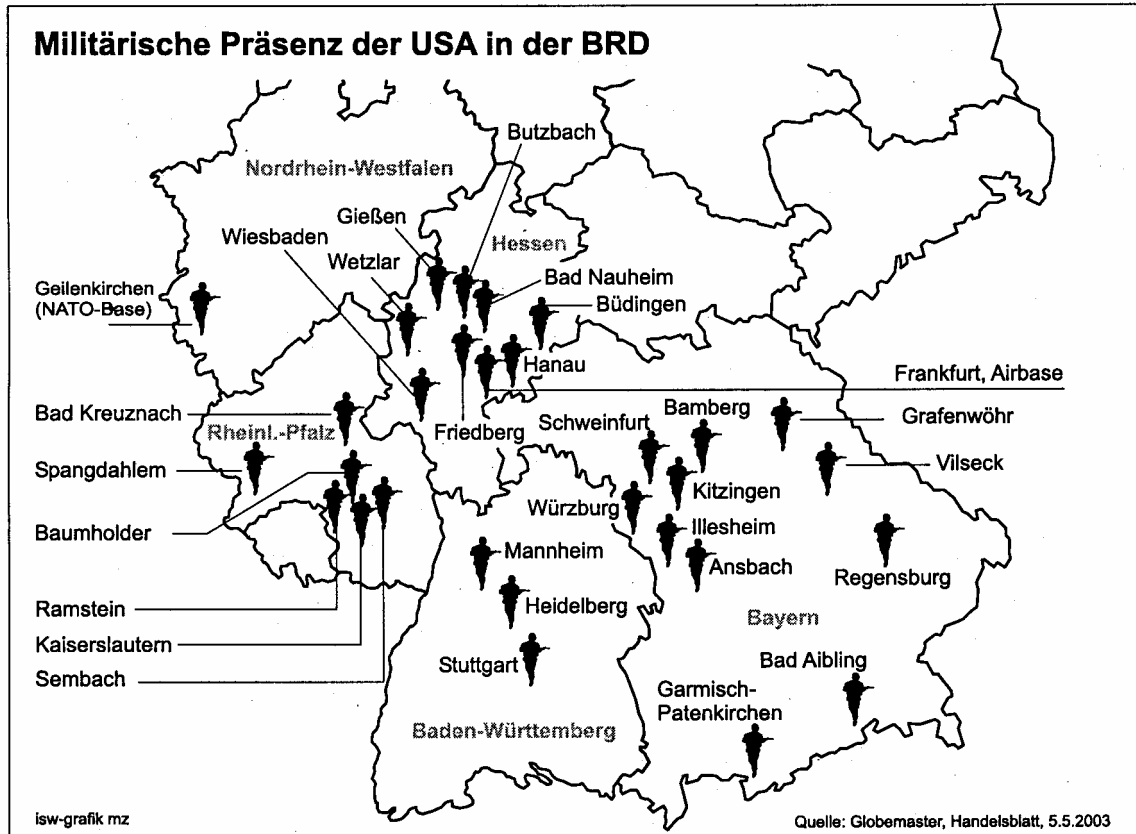 Militärische Präsenz der USA in der BRD
Butzbach
Nordrhein-Westfalen
Gießen
Wiesbaden
Hessen
Wetzlar
Bad Nauheim
Geilenkirchen
(NATO-Base)
Büdingen
Hanau
Frankfurt, Airbase
Bad Kreuznach
Rheinl.-Pfalz
Friedberg
Schweinfurt
Bamberg
Grafenwöhr
Spangdahlem
Vilseck
Kitzingen
Würzburg
Baumholder
Illesheim
Mannheim
Ansbach
Regensburg
Ramstein
Heidelberg
Bayern
Kaiserslautern
Stuttgart
Bad Aibling
Sembach
Garmisch-
Patenkirchen
Baden-Württemberg
isw-grafik mz
Quelle: Globemaster, Handelsblatt, 5.5.2003